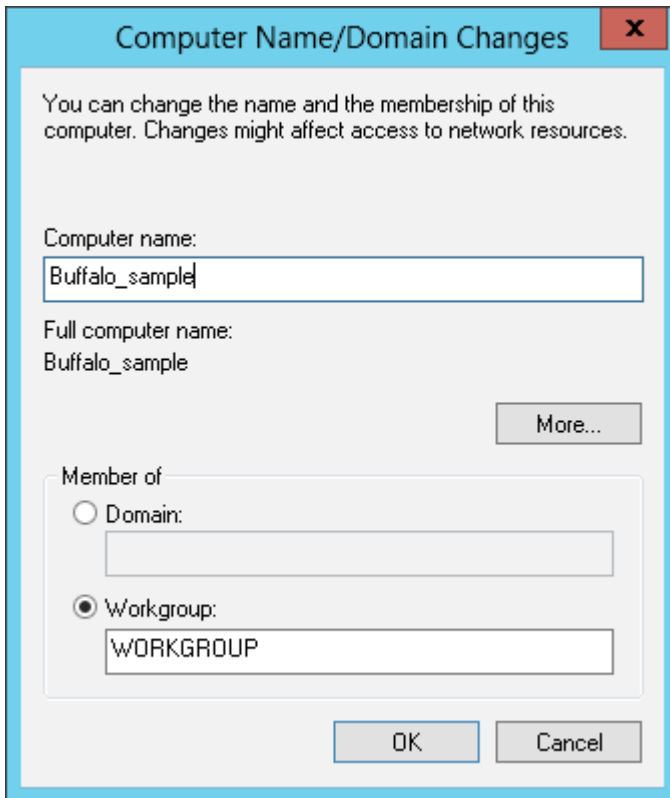 Computer Name/Domain Changes
x
You can change the name and the membership of this
computer. Changes might affect access to network resources.
Computer name:
Buffalo_sample
Full computer name:
Buffalo_sample
More...
Member of
Domain:
Workgroup:
WORKGROUP
OK
Cancel